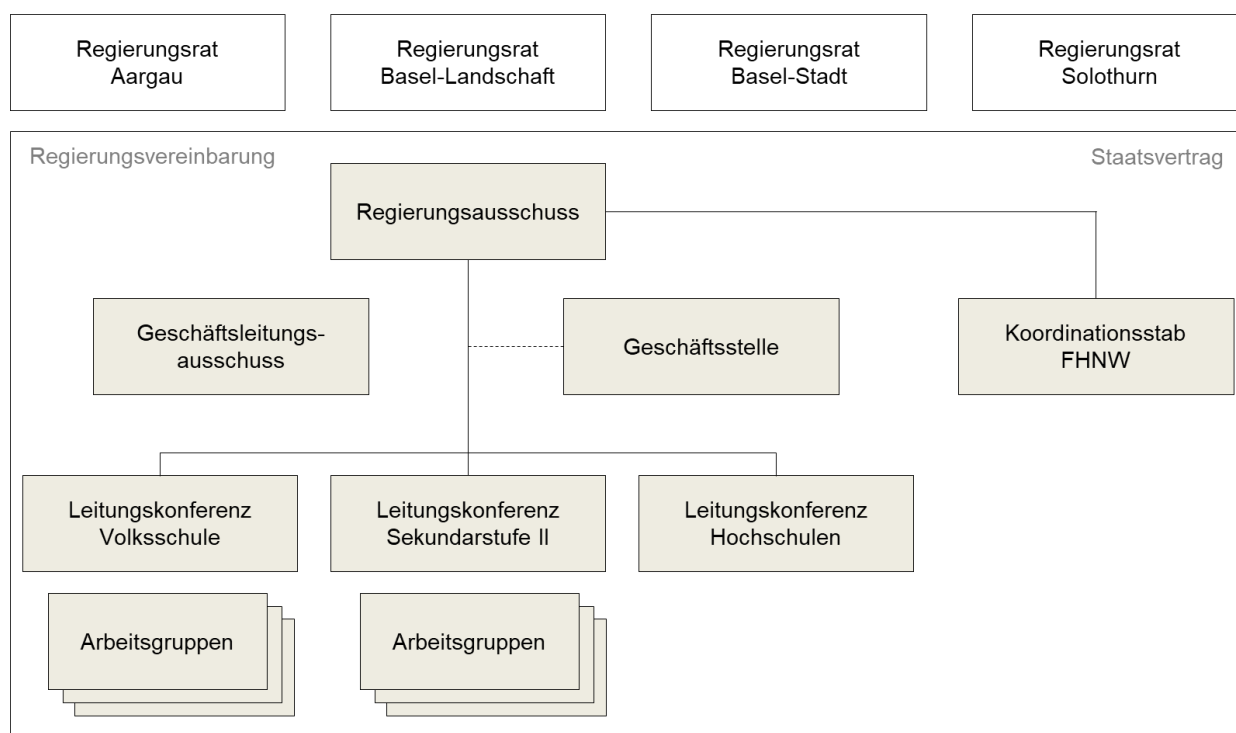 Regierungsrat
Aargau
Regierungsrat
Basel-Landschaft
Regierungsrat
Basel-Stadt
Regierungsrat
Solothurn
Regierungsvereinbarung
Staatsvertrag
Regierungsausschuss
Geschäftsleitungs-
ausschuss
Geschäftsstelle
Koordinationsstab
FHNW
Leitungskonferenz
Volksschule
Leitungskonferenz
Sekundarstufe II
Leitungskonferenz
Hochschulen
Arbeitsgruppen
Arbeitsgruppen